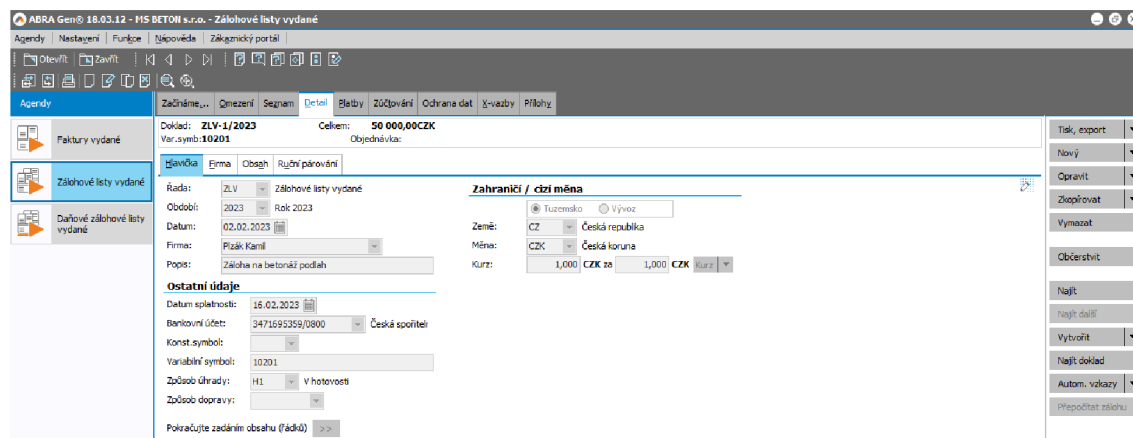 ABRA Gen® 18.03.12 - MS BETON s.r.o. - Zálohové listy vydané
Agendy Nastavení Funkce Nápověda Zákaznický portál
Otevřít Zavřít
Agendy
Začínáme... Omezení Seznam Detail Platby Zúčtování Ochrana dat X-vazby Přílohy
Faktury vydané
Zálohové listy vydané
Daňové zálohové listy
vydané
Doklad: ZLV-1/2023 Celkem: 50 000,00CZK
Var.symb:10201 Objednávka:
Hlavička Firma Obsah Ruční párování
Řada: ZLV Zálohové listy vydané
Období: 2023 Rok 2023
Datum: 02.02.2023
Firma: Plzák Kamil
Popis: Záloha na betonáž podlah
Zahraničí / cizí měna
Tuzemsko Vývoz
Země: CZ Česká republika
Měna: CZK Česká koruna
Kurz: 1,000 CZK za 1,000 CZK Kurz
Ostatní údaje
Datum splatnosti: 16.02.2023
Bankovní účet: 3471695359/0800 Česká spořiteln
Konst.symbol:
Variabilní symbol: 10201
Způsob úhrady: H1 V hotovosti
Způsob dopravy:
Pokračujte zadáním obsahu (řádků) >>
Tisk, export
Nový
Opravit
Zkopírovat
Vymazat
Občerstvit
Najít
Najít další
Vytvořit
Najít doklad
Autom. vzkazy
Přepočítat zálohu